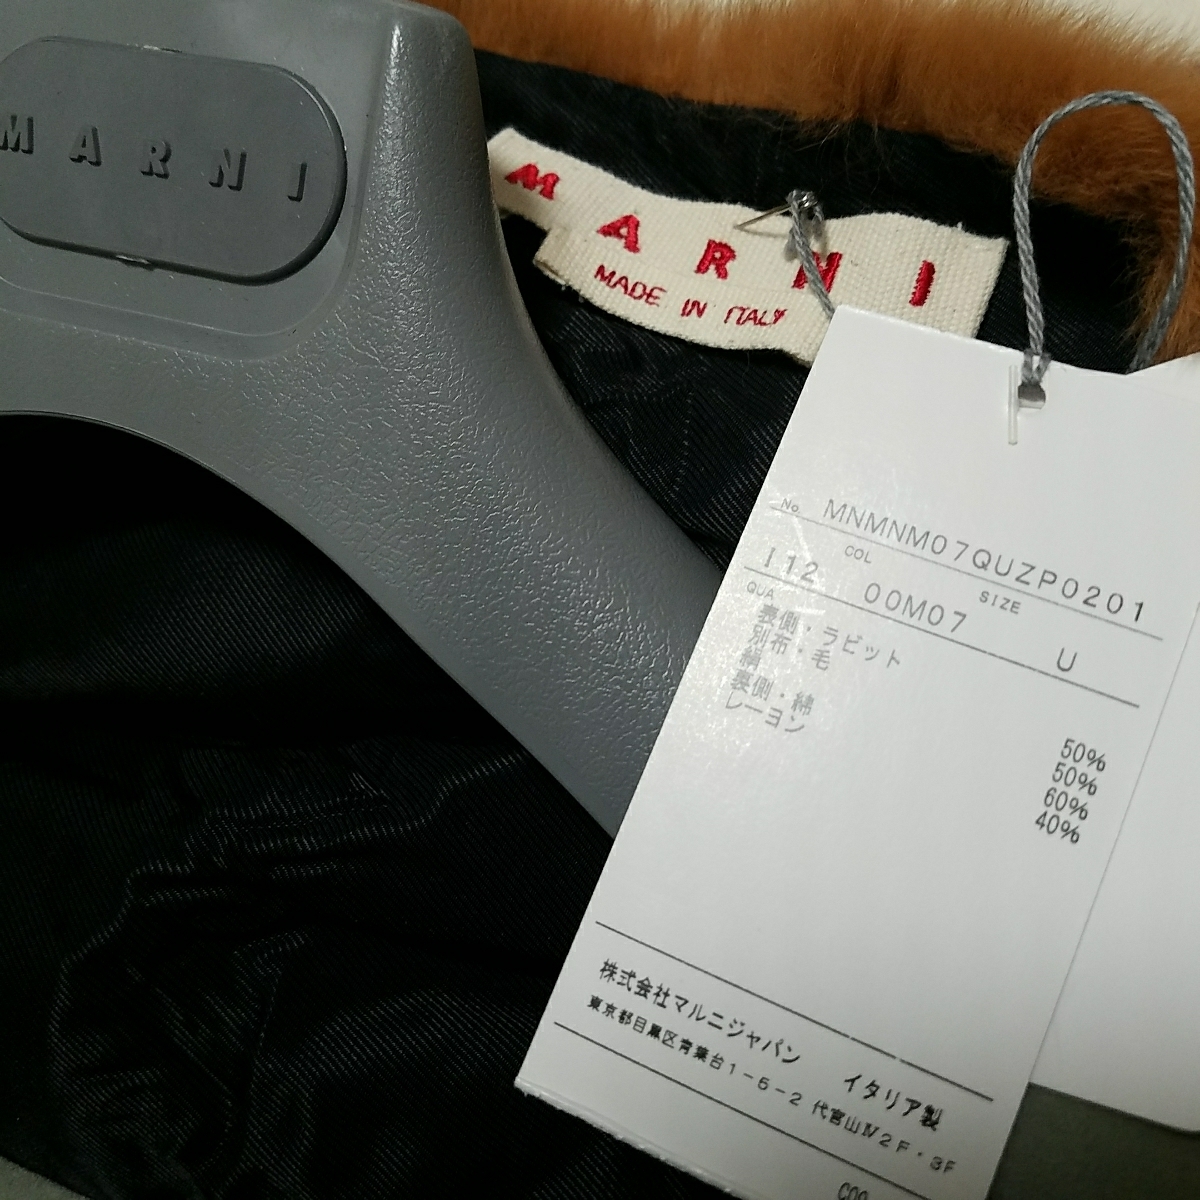 MARNI
MARNI
MADE IN ITALY
No. MNMNM07QUZP0201
COL SIZE
I12 00M07 U
QUA
表側・ラビット
別布・毛 50%
絹 50%
裏側・綿 60%
レーヨン 40%
株式会社マルニジャパン イタリア製
東京都目黒区青葉台1-6-2 代官山Ⅳ2F・3F